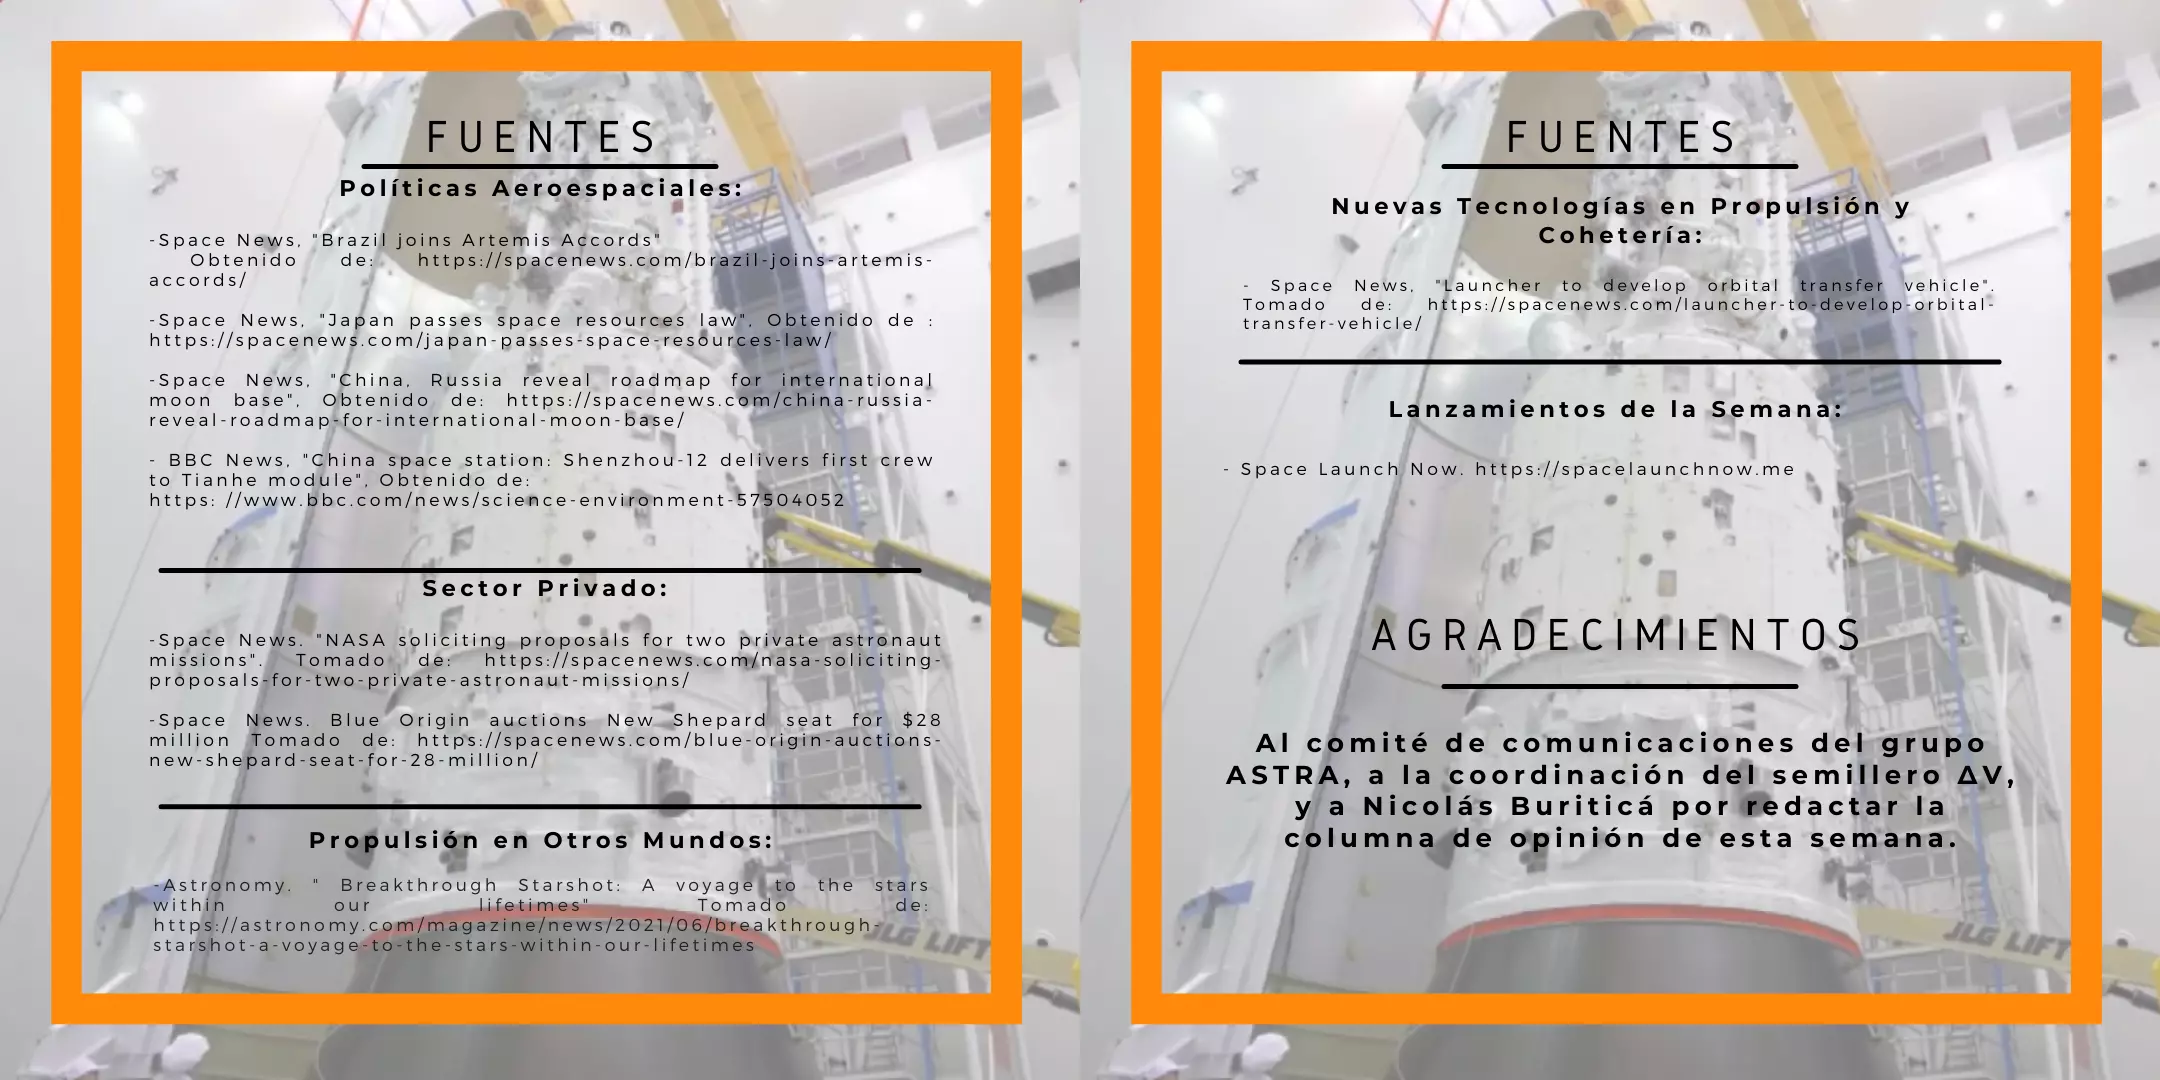 FUENTES
Políticas Aeroespaciales:
-Space News, "Brazil joins Artemis Accords"
Obtenido de: https://spacenews.com/brazil-joins-artemis-
accords/
-Space News, "Japan passes space resources law", Obtenido de :
https://spacenews.com/japan-passes-space-resources-law/
-Space News, "China, Russia reveal roadmap for international
moon base", Obtenido de: https://spacenews.com/china-russia-
reveal-roadmap-for-international-moon-base/
- BBC News, "China space station: Shenzhou-12 delivers first crew
to Tianhe module", Obtenido de:
https: //www.bbc.com/news/science-environment-57504052
Sector Privado:
-Space News. "NASA soliciting proposals for two private astronaut
missions". Tomado de: https://spacenews.com/nasa-soliciting-
proposals-for-two-private-astronaut-missions/
-Space News. Blue Origin auctions New Shepard seat for $28
million Tomado de: https://spacenews.com/blue-origin-auctions-
new-shepard-seat-for-28-million/
Propulsión en Otros Mundos:
-Astronomy. " Breakthrough Starshot: A voyage to the stars
within our lifetimes" Tomado de:
https://astronomy.com/magazine/news/2021/06/breakthrough-
starshot-a-voyage-to-the-stars-within-our-lifetimes
JLG LIFT
FUENTES
Nuevas Tecnologías en Propulsión y
Cohetería:
- Space News, "Launcher to develop orbital transfer vehicle".
Tomado de: https://spacenews.com/launcher-to-develop-orbital-
transfer-vehicle/
Lanzamientos de la Semana:
- Space Launch Now. https://spacelaunchnow.me
AGRADECIMIENTOS
Al comité de comunicaciones del grupo
ASTRA, a la coordinación del semillero ΔV,
y a Nicolás Buriticá por redactar la
columna de opinión de esta semana.
JLG LIFT